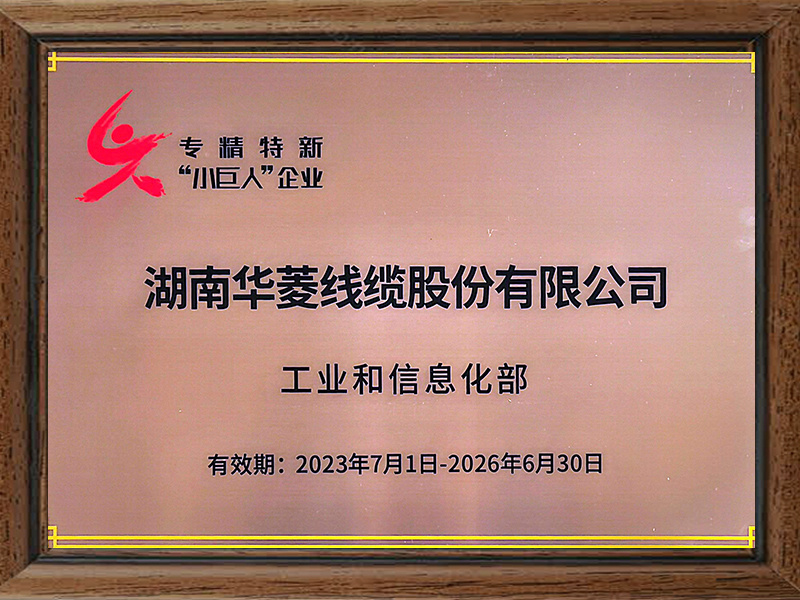 专精特新
“小巨人”企业
湖南华菱线缆股份有限公司
工业和信息化部
有效期：2023年7月1日-2026年6月30日